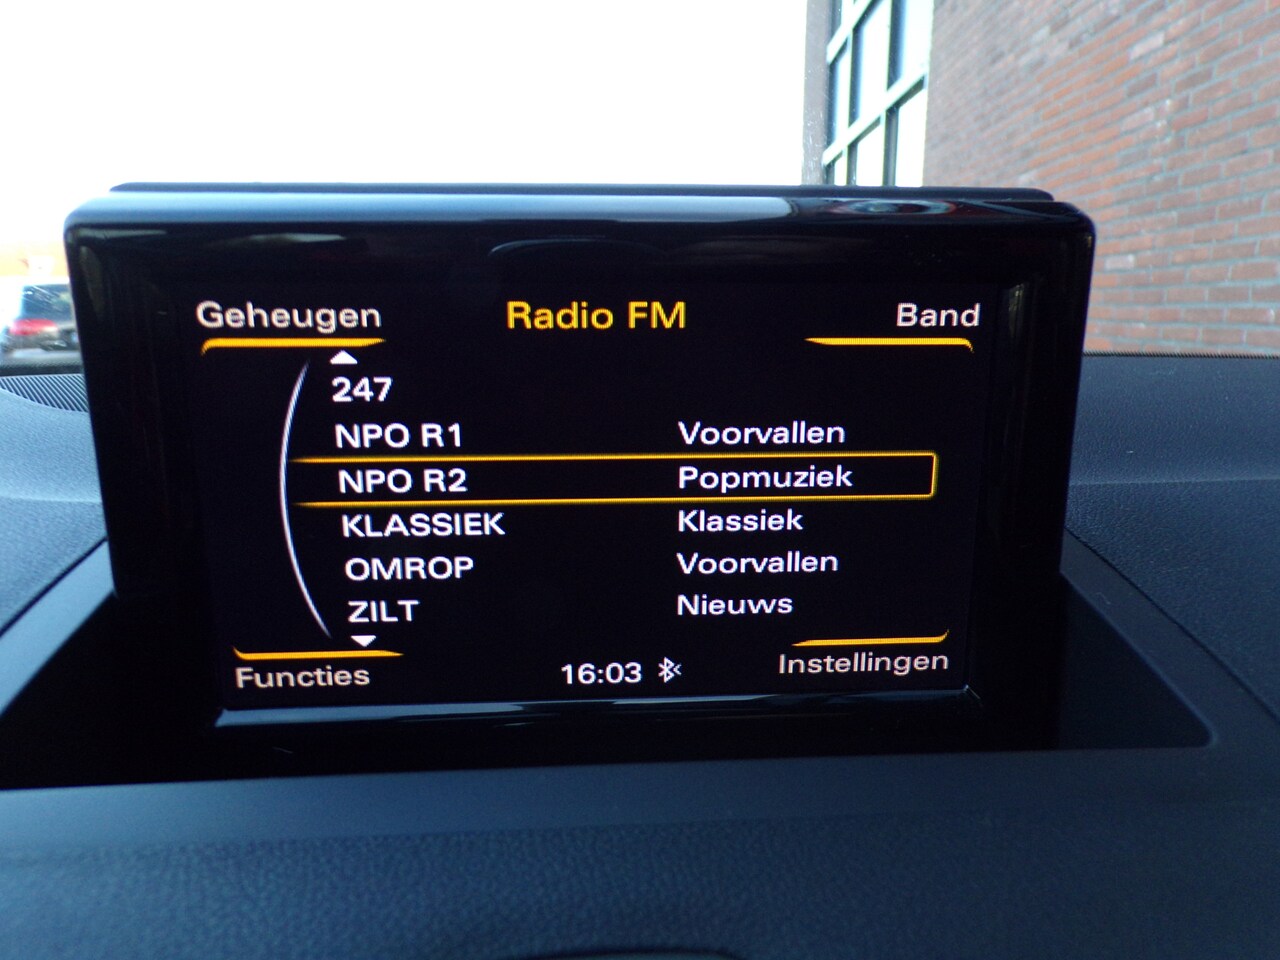 Geheugen Radio FM Band
247
NPO R1 Voorvallen
NPO R2 Popmuziek
KLASSIEK Klassiek
OMROP Voorvallen
ZILT Nieuws
Functies 16:03 Instellingen